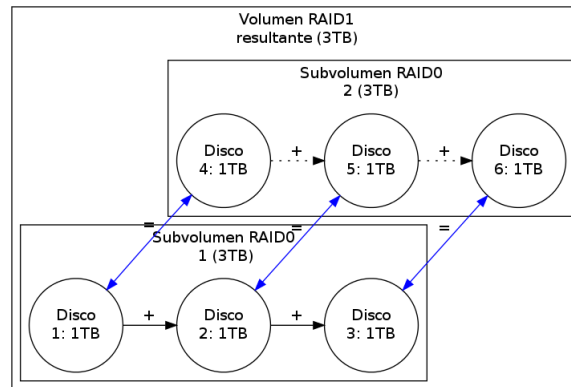 Volumen RAID1
resultante (3TB)
Subvolumen RAID0
2 (3TB)
Disco
4: 1TB
+
Disco
5: 1TB
+
Disco
6: 1TB
=
=
=
Subvolumen RAID0
1 (3TB)
Disco
1: 1TB
+
Disco
2: 1TB
+
Disco
3: 1TB